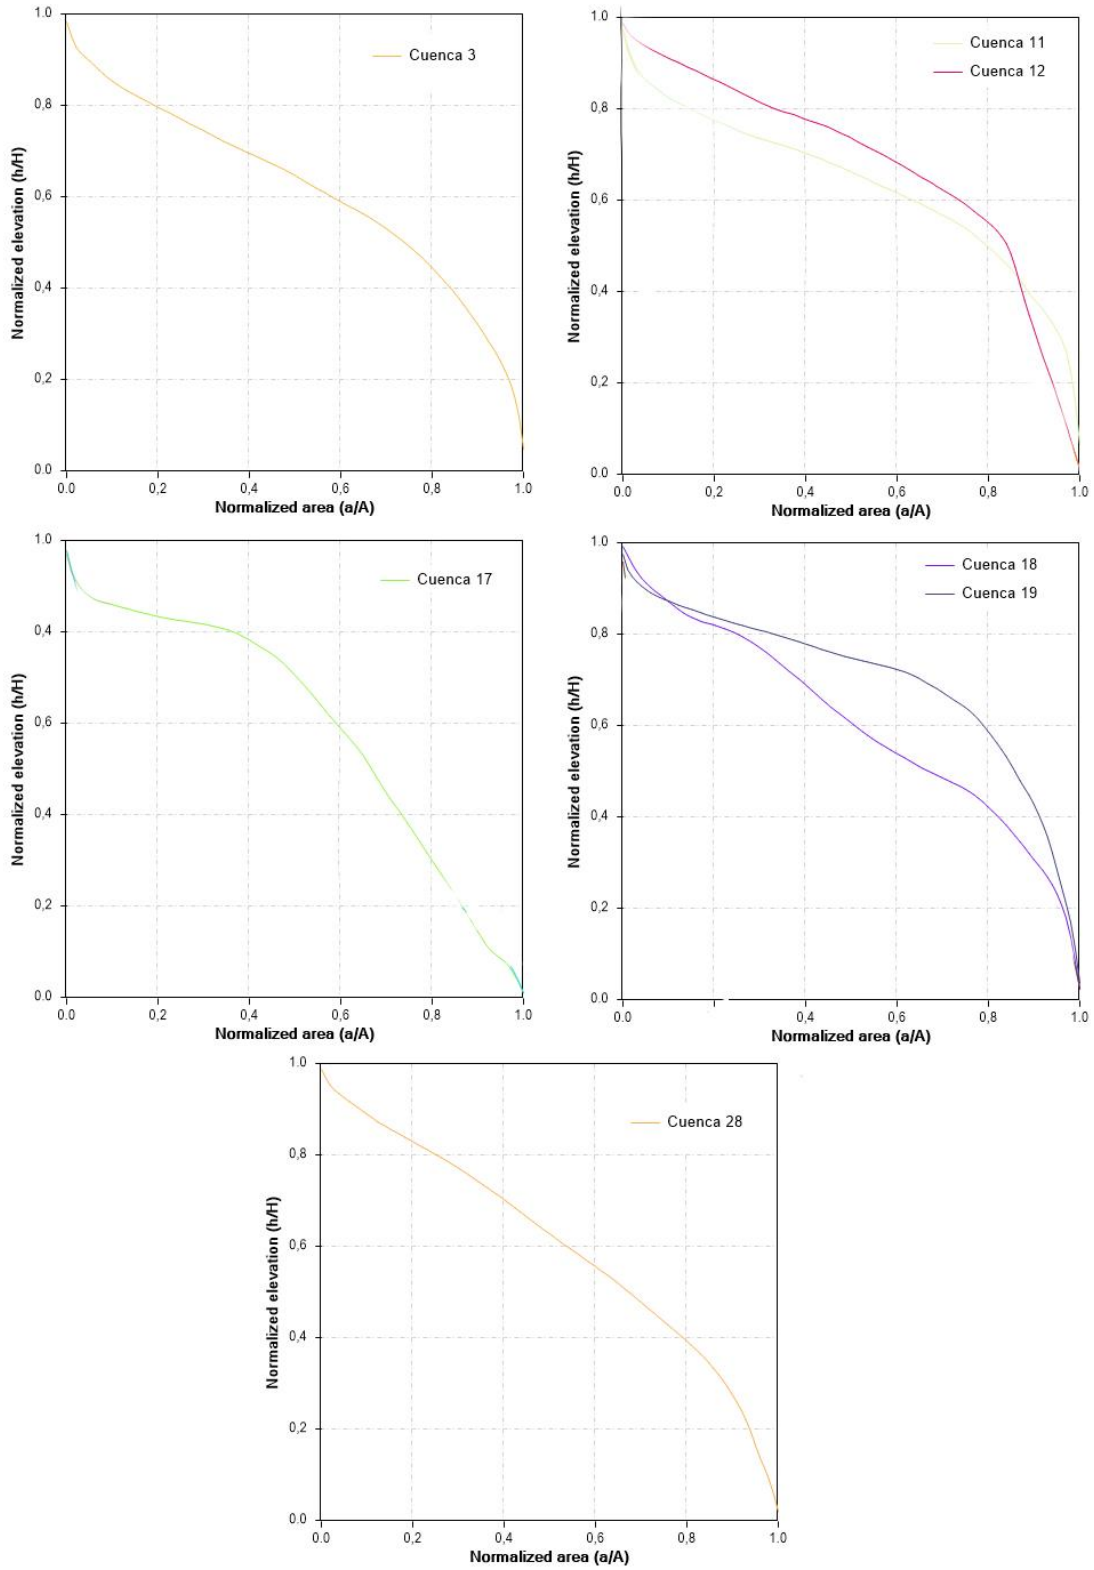 1.0
Cuenca 3
0,8
0,6
0,4
0,2
0.0
Normalized elevation (h/H)
0.0 0,2 0,4 0,6 0,8 1.0
Normalized area (a/A)
1.0
Cuenca 11
Cuenca 12
0,8
0,6
0,4
0,2
0.0
Normalized elevation (h/H)
0.0 0,2 0,4 0,6 0,8 1.0
Normalized area (a/A)
1.0
Cuenca 17
0,4
0,6
0,4
0,2
0.0
Normalized elevation (h/H)
0.0 0,2 0,4 0,6 0,8 1.0
Normalized area (a/A)
1.0
Cuenca 18
Cuenca 19
0,8
0,6
0,4
0,2
0.0
Normalized elevation (h/H)
0.0 0,2 0,4 0,6 0,8 1.0
Normalized area (a/A)
1.0
Cuenca 28
0,8
0,6
0,4
0,2
0.0
Normalized elevation (h/H)
0.0 0,2 0,4 0,6 0,8 1.0
Normalized area (a/A)